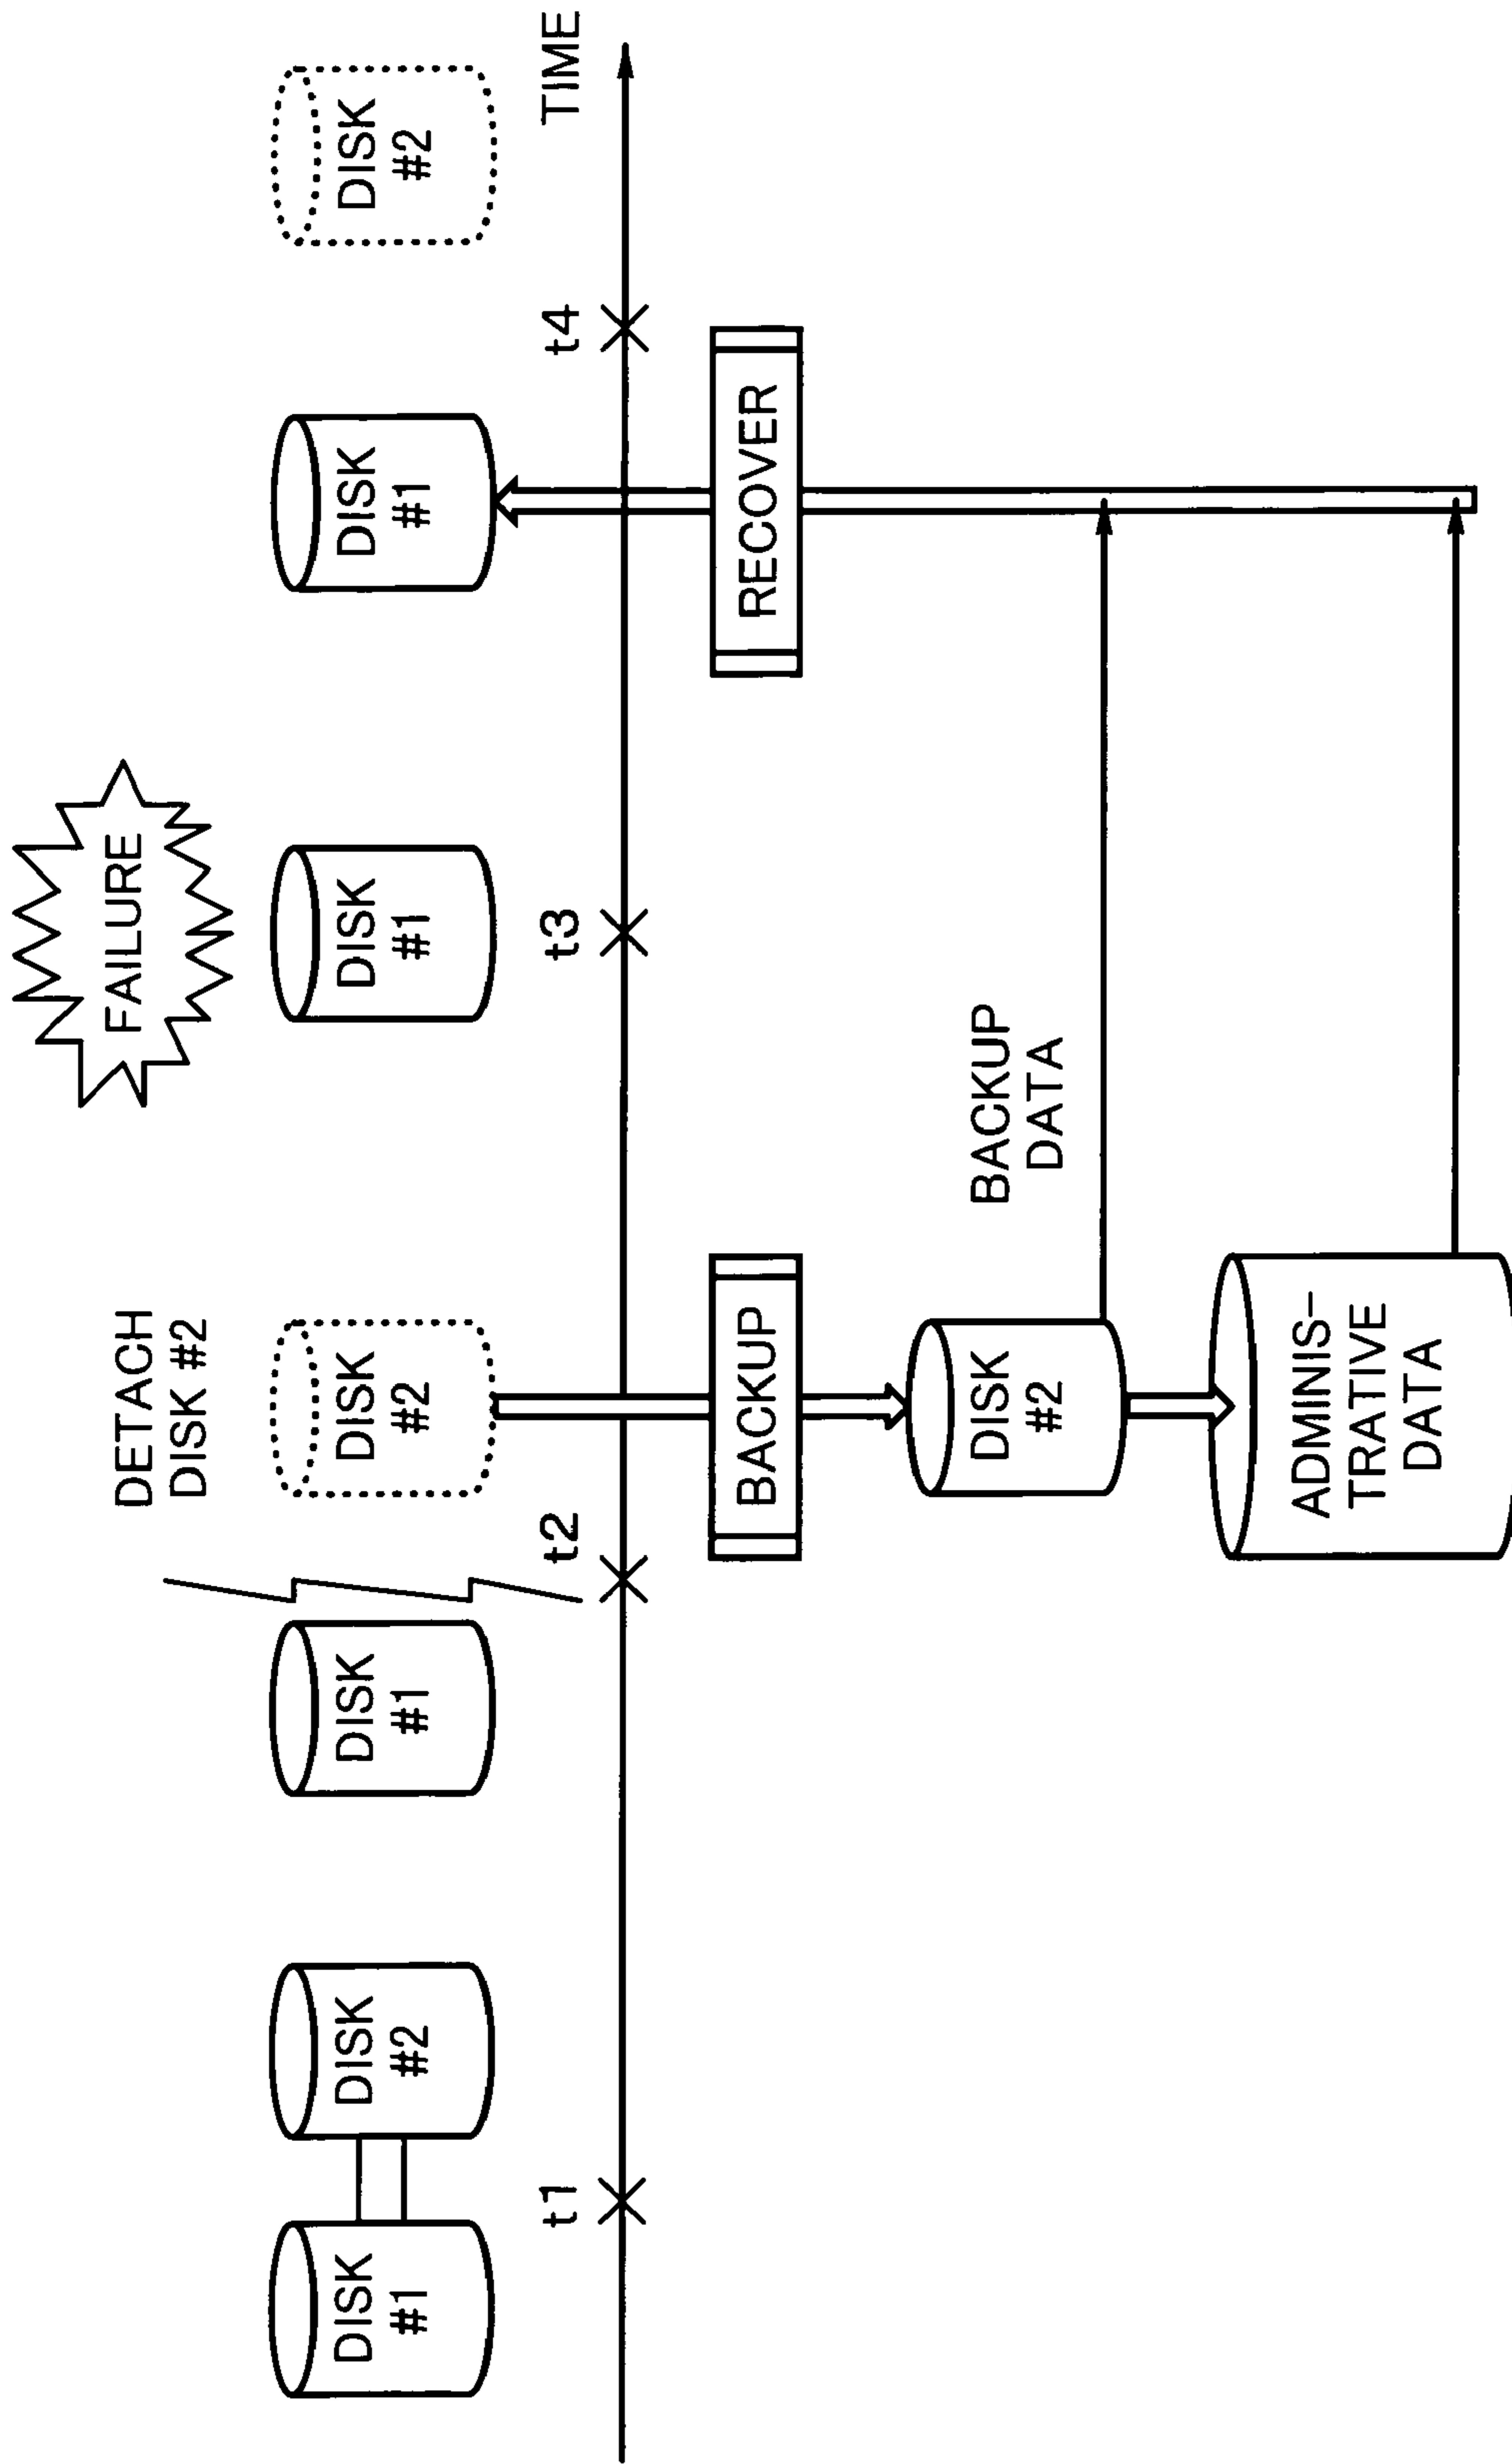 FAILURE
DETACH
DISK #2
DISK
#1
DISK
#2
DISK
#1
DISK
#2
DISK
#1
DISK
#1
DISK
#2
t1
t2
t3
t4
TIME
BACKUP
RECOVER
DISK
#2
BACKUP
DATA
ADMINIS-
TRATIVE
DATA